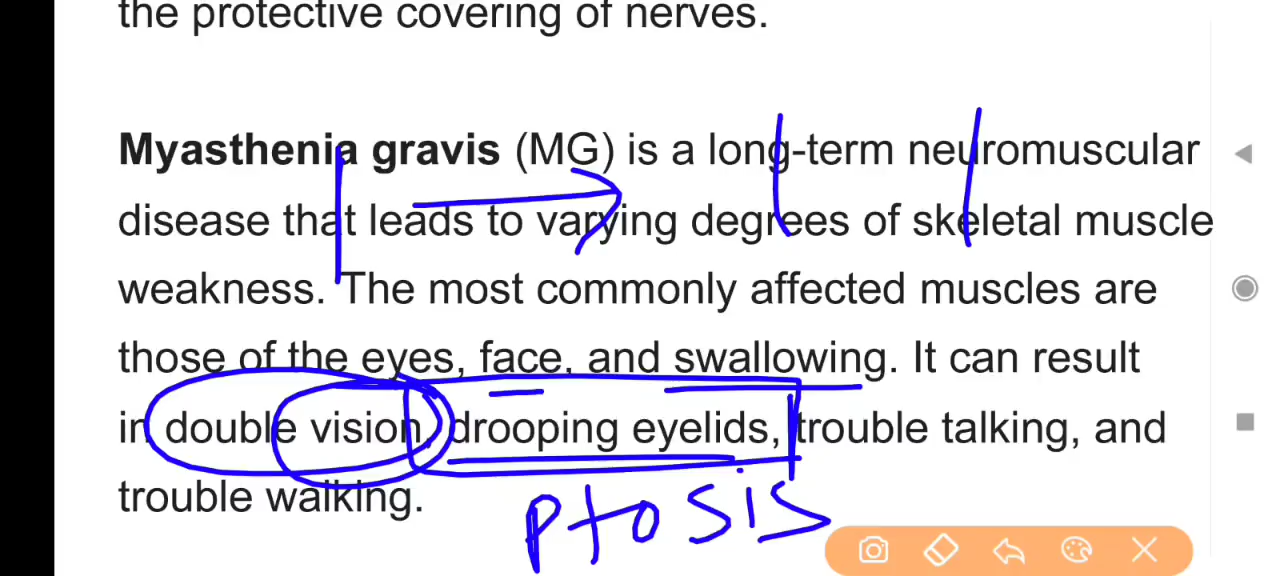 the protective covering of nerves.
Myasthenia gravis (MG) is a long-term neuromuscular
disease that leads to varying degrees of skeletal muscle
weakness. The most commonly affected muscles are
those of the eyes, face, and swallowing. It can result
in double vision, drooping eyelids, trouble talking, and
trouble walking.
ptosis